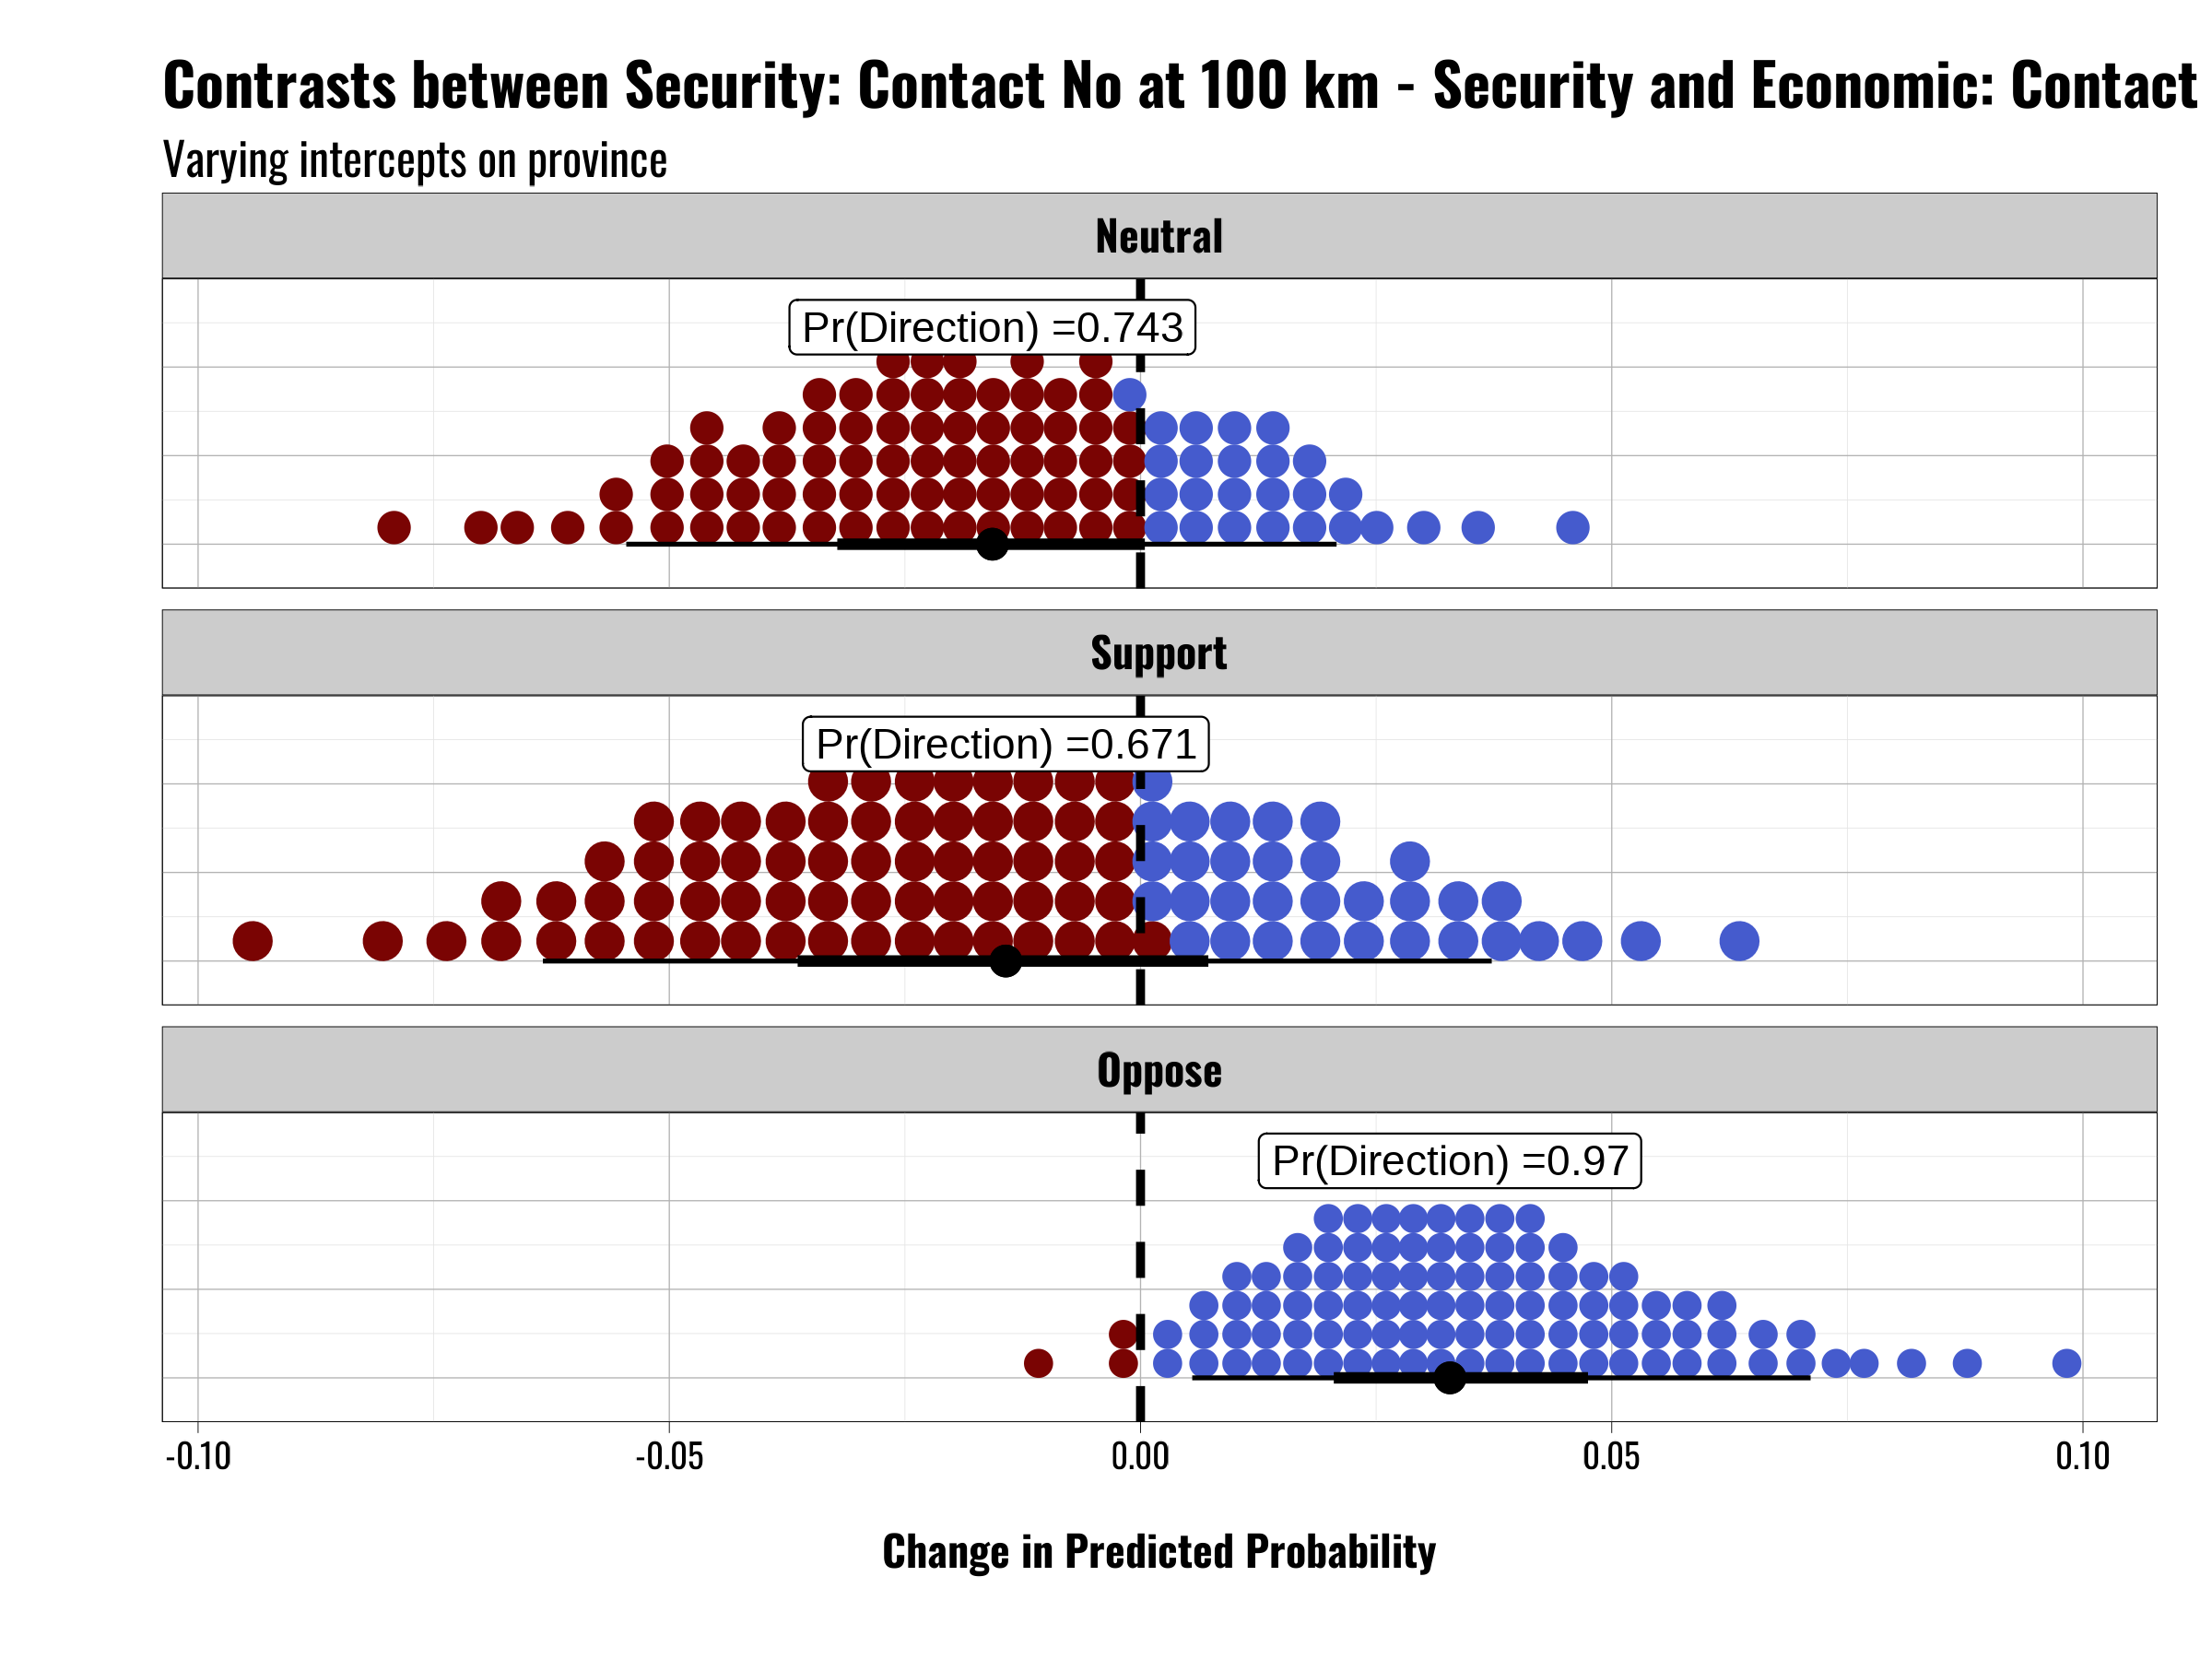 Contrasts between Security: Contact No at 100 km - Security and Economic: Contact
Varying intercepts on province
Neutral
Pr(Direction) =0.743
Support
Pr(Direction) =0.671
Oppose
Pr(Direction) =0.97
-0.10 -0.05 0.00 0.05 0.10
Change in Predicted Probability